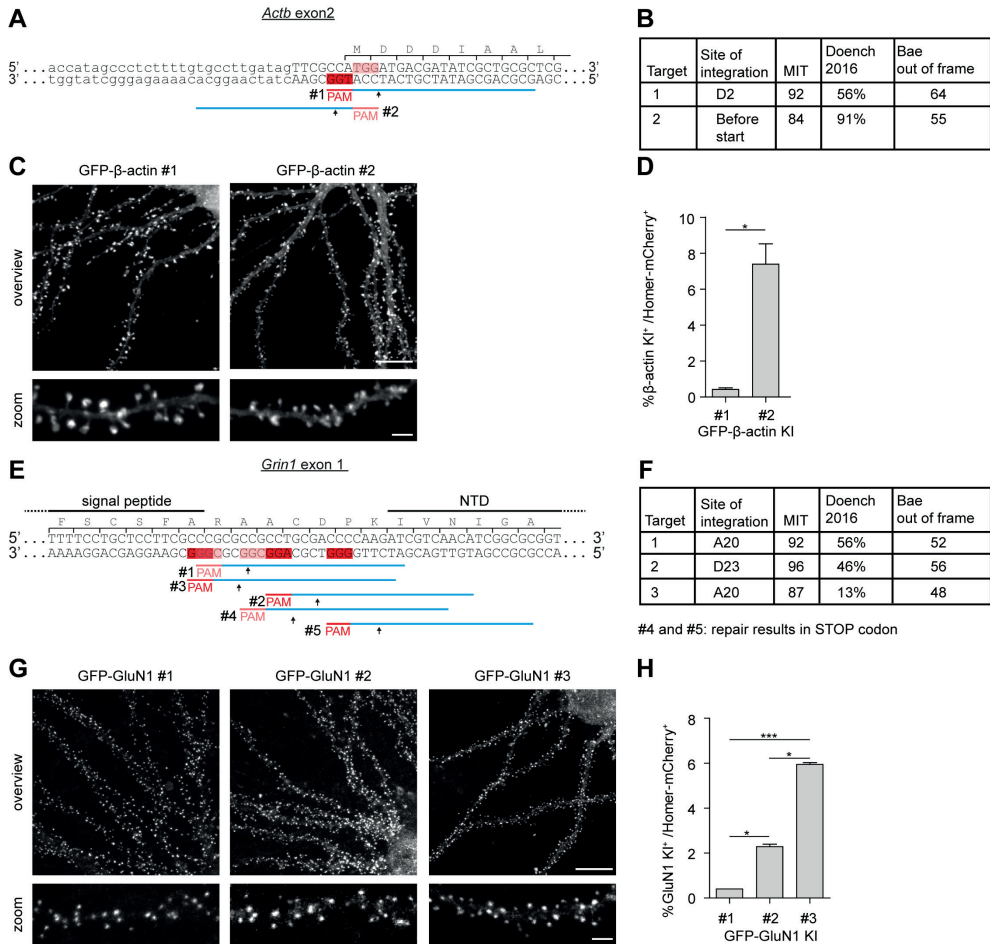 A
Actb exon2
M D D D I A A L
5' ...accatagccctcttttgtgccttgatagTTCGCCATGGATGACGATATCGCTGCGCTCG... 3'
3' ...tggtatcgggagaaaacacggaactatcAAGCGGTACCTACTGCTATAGCGACGCGAGC... 5'
#1 PAM
PAM #2
B
Target Site of integration MIT Doench 2016 Bae out of frame
1 D2 92 56% 64
2 Before start 84 91% 55
C
GFP-β-actin #1 GFP-β-actin #2
overview
zoom
D
%β-actin KI+ /Homer-mCherry+
10
8
6
4
2
0
*
#1 #2
GFP-β-actin KI
E
Grin1 exon 1
signal peptide NTD
F S C S F A R A A C D P K I V N I G A
5' ...TTTTCCTGCTCCTTCGCCCGCGCCGCCTGCGACCCCAAGATCGTCAACATCGGCGCGGT... 3'
3' ...AAAAGGACGAGGAAGCGGGCGCGGCGGACGCTGGGGTTCTAGCAGTTGTAGCCGCGCCA... 5'
#1 PAM
#3 PAM
#2 PAM
#4 PAM
#5 PAM
F
Target Site of integration MIT Doench 2016 Bae out of frame
1 A20 92 56% 52
2 D23 96 46% 56
3 A20 87 13% 48
#4 and #5: repair results in STOP codon
G
GFP-GluN1 #1 GFP-GluN1 #2 GFP-GluN1 #3
overview
zoom
H
%GluN1 KI+ /Homer-mCherry+
8
6
4
2
0
***
*
*
#1 #2 #3
GFP-GluN1 KI